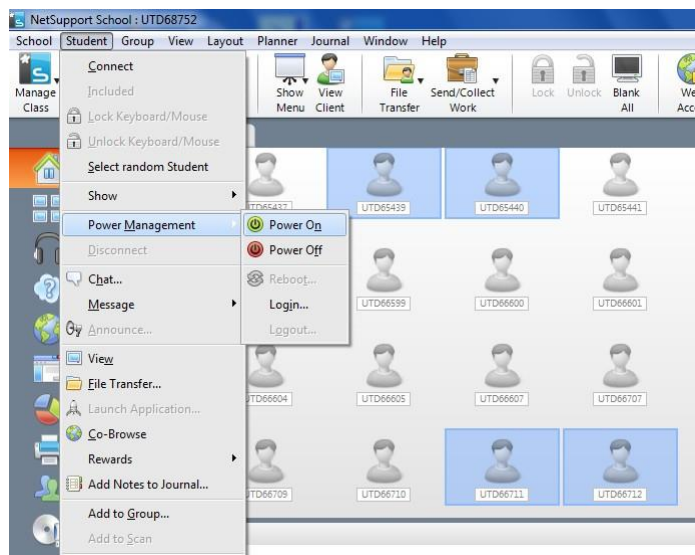 NetSupport School : UTD68752
School Student Group View Layout Planner Journal Window Help
Manage
Class
Show
Menu
View
Client
File
Transfer
Send/Collect
Work
Lock
Unlock
Blank
All
Connect
Included
Lock Keyboard/Mouse
Unlock Keyboard/Mouse
Select random Student
Show
Power Management
Disconnect
Chat...
Message
Announce...
View
File Transfer...
Launch Application...
Co-Browse
Rewards
Add Notes to Journal...
Add to Group...
Add to Scan
Power On
Power Off
Reboot...
Login...
Logout...
UTD65437 UTD65439 UTD65440 UTD65441
UTD66599 UTD66600 UTD66601
UTD66604 UTD66605 UTD66607 UTD66707
UTD66709 UTD66710 UTD66711 UTD66712